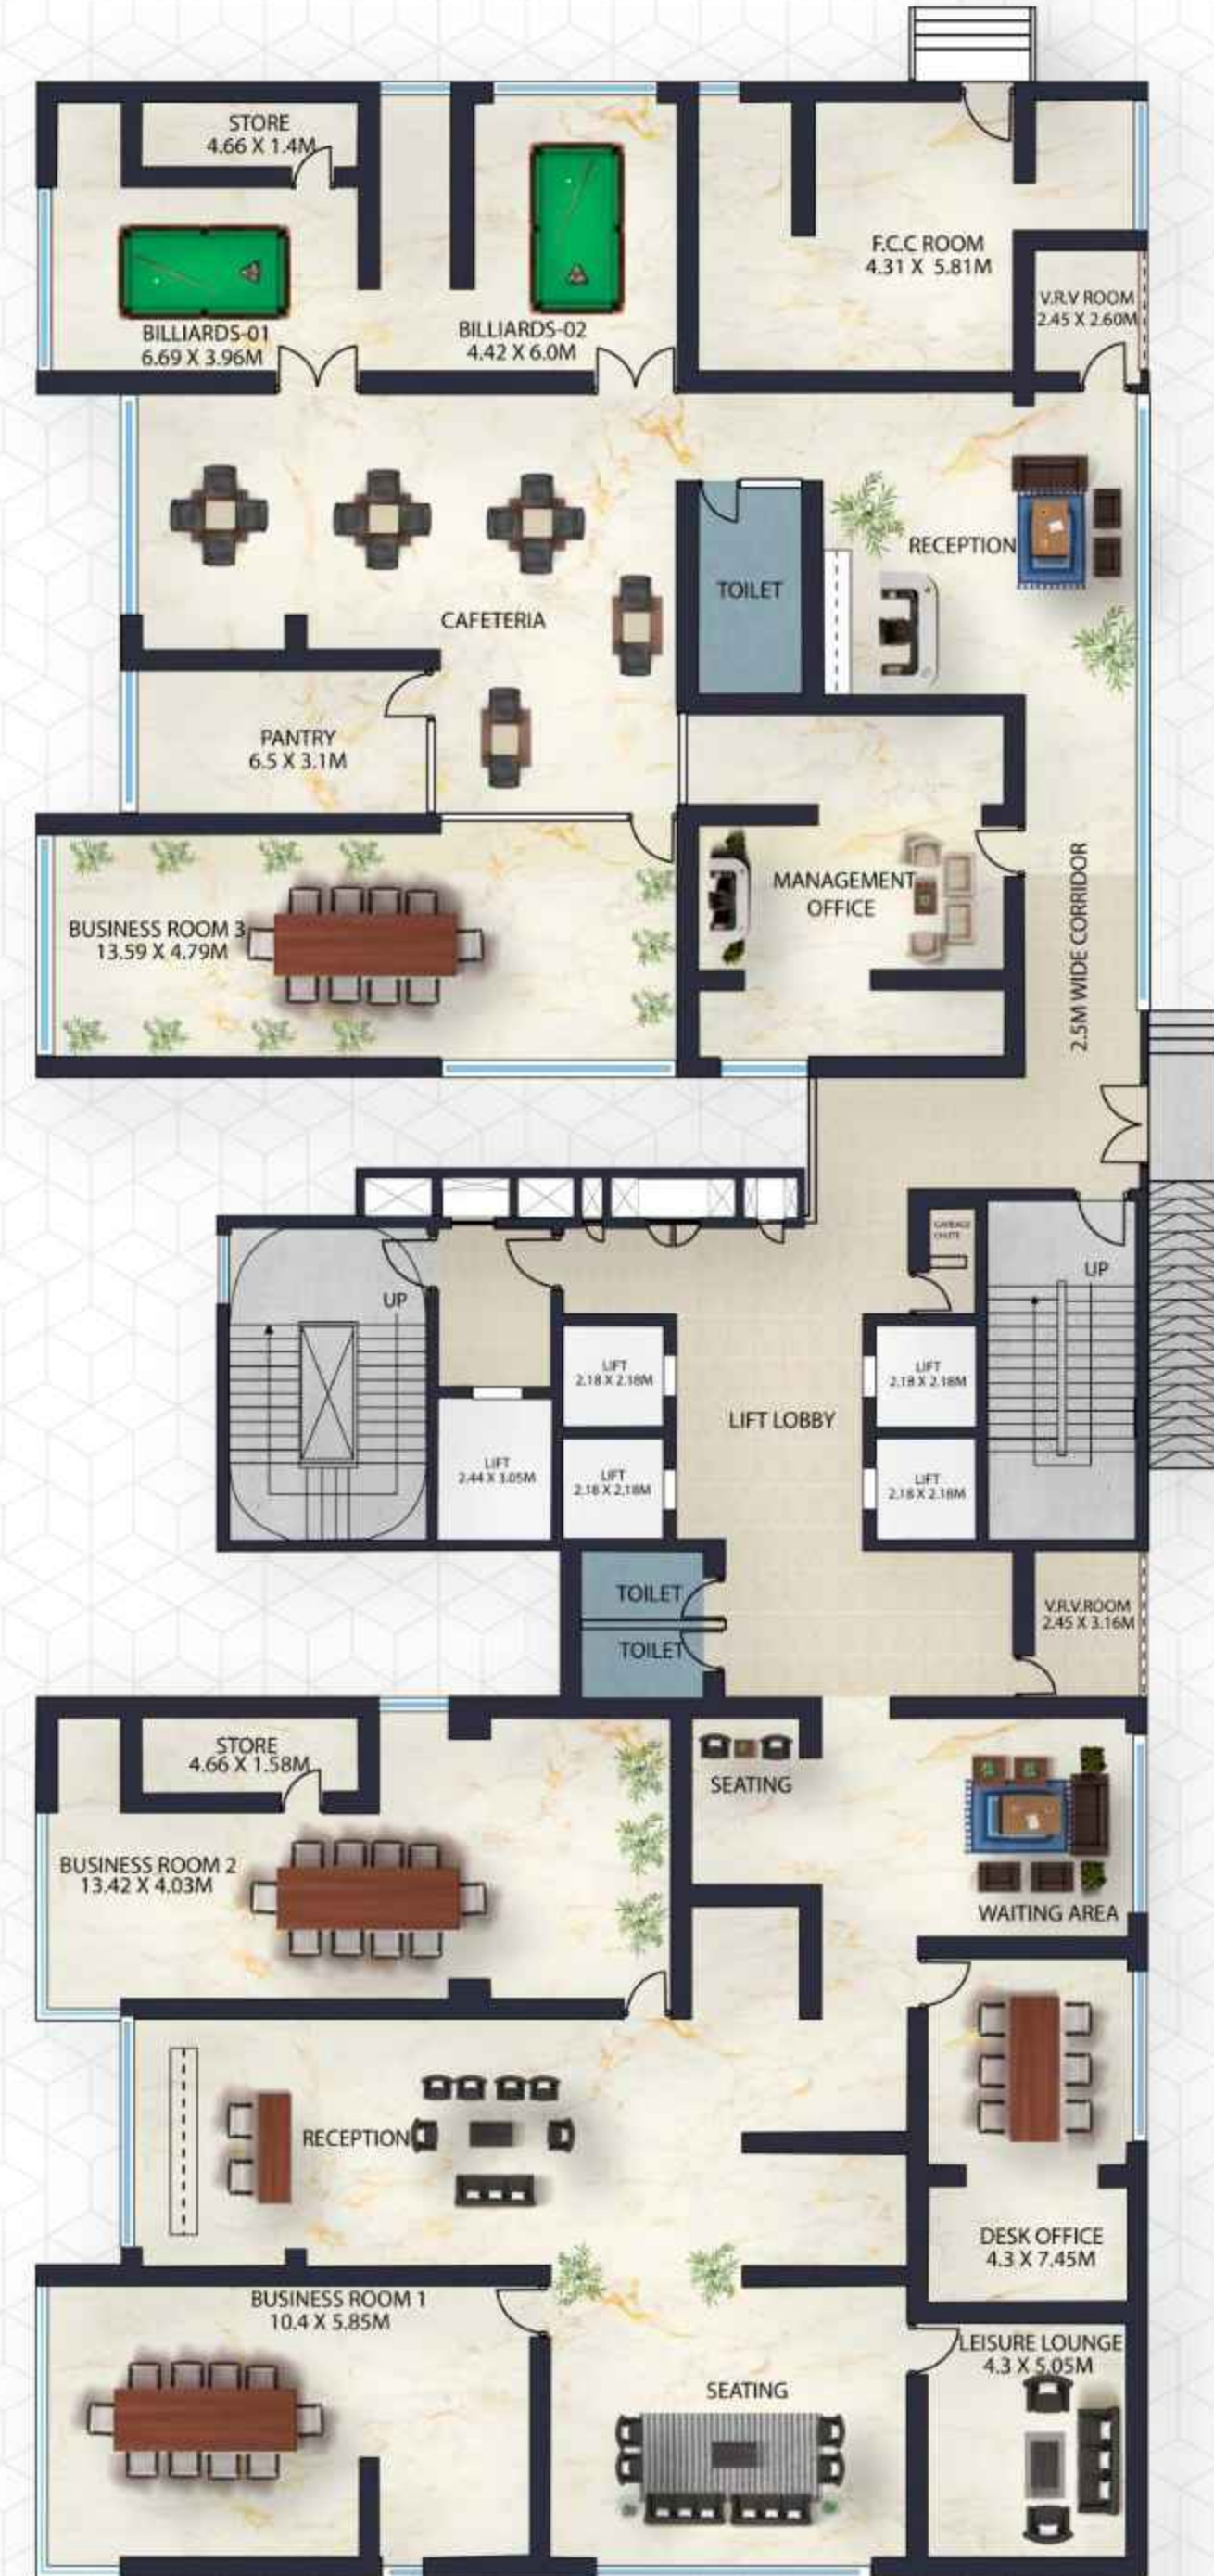 STORE
4.66 X 1.4M
BILLIARDS-01
6.69 X 3.96M
BILLIARDS-02
4.42 X 6.0M
F.C.C ROOM
4.31 X 5.81M
V.R.V ROOM
2.45 X 2.60M
RECEPTION
TOILET
CAFETERIA
PANTRY
6.5 X 3.1M
MANAGEMENT
OFFICE
BUSINESS ROOM 3
13.59 X 4.79M
2.5M WIDE CORRIDOR
GARBAGE
CHUTE
UP
UP
LIFT
2.18 X 2.18M
LIFT
2.18 X 2.18M
LIFT LOBBY
LIFT
2.44 X 3.05M
LIFT
2.18 X 2.18M
LIFT
2.18 X 2.18M
TOILET
TOILET
V.R.V.ROOM
2.45 X 3.16M
STORE
4.66 X 1.58M
SEATING
BUSINESS ROOM 2
13.42 X 4.03M
WAITING AREA
RECEPTION
DESK OFFICE
4.3 X 7.45M
BUSINESS ROOM 1
10.4 X 5.85M
LEISURE LOUNGE
4.3 X 5.05M
SEATING